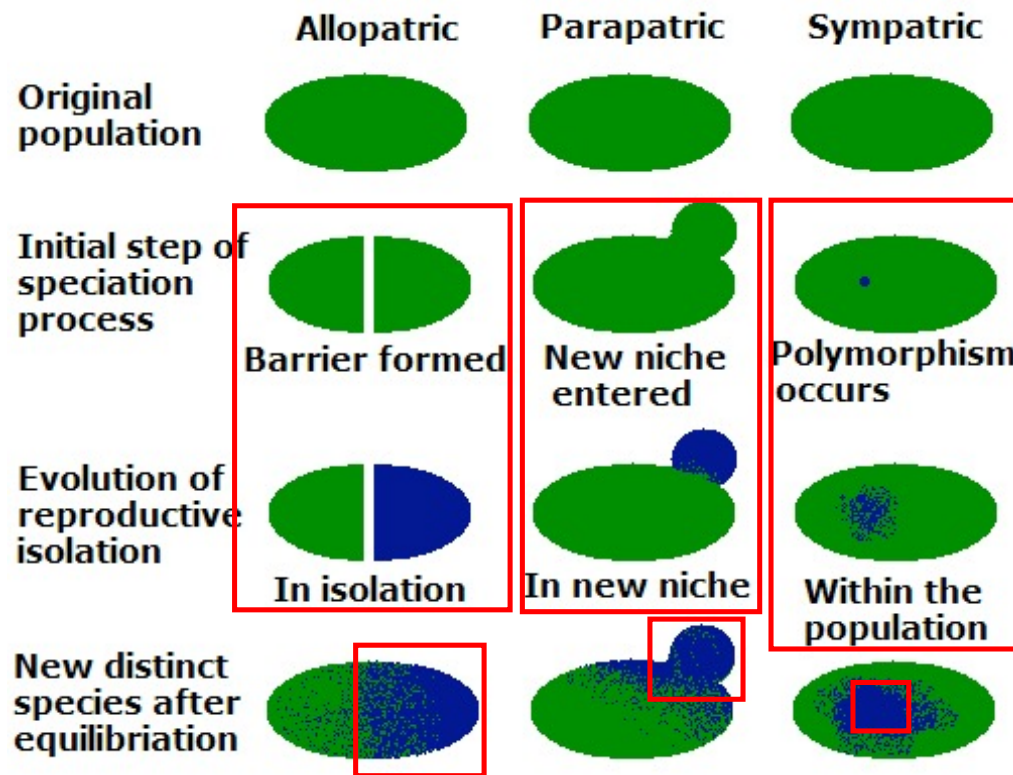 Allopatric Parapatric Sympatric
Original
population
Initial step of
speciation
process
Barrier formed
New niche
entered
Polymorphism
occurs
Evolution of
reproductive
isolation
In isolation
In new niche
Within the
population
New distinct
species after
equilibriation